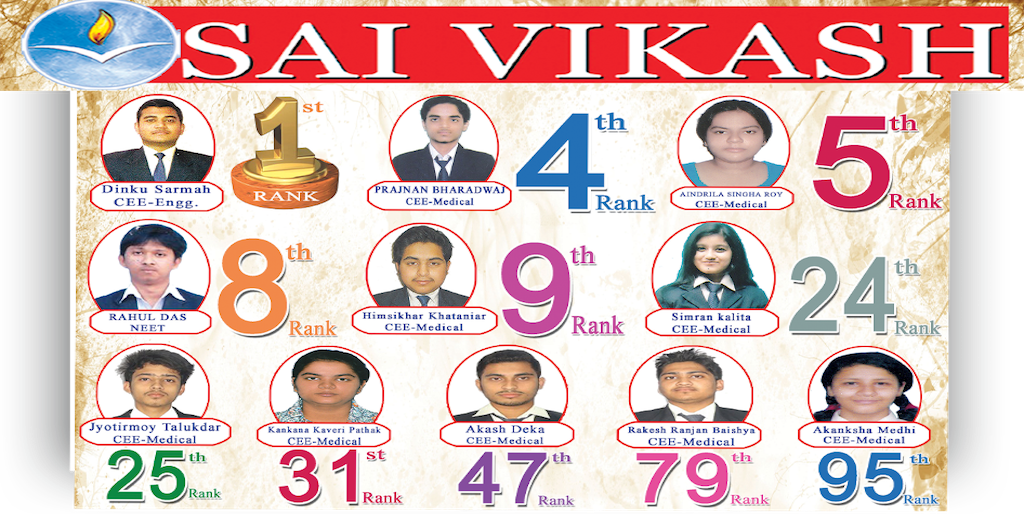 SAI VIKASH
1st
RANK
Dinku Sarmah
CEE-Engg.
4th
Rank
PRAJNAN BHARADWAJ
CEE-Medical
5th
Rank
AINDRILA SINGHA ROY
CEE-Medical
8th
Rank
RAHUL DAS
NEET
9th
Rank
Himsikhar Khataniar
CEE-Medical
24th
Rank
Simran kalita
CEE-Medical
Jyotirmoy Talukdar
CEE-Medical
25th
Rank
Kankana Kaveri Pathak
CEE-Medical
31st
Rank
Akash Deka
CEE-Medical
47th
Rank
Rakesh Ranjan Baishya
CEE-Medical
79th
Rank
Akanksha Medhi
CEE-Medical
95th
Rank